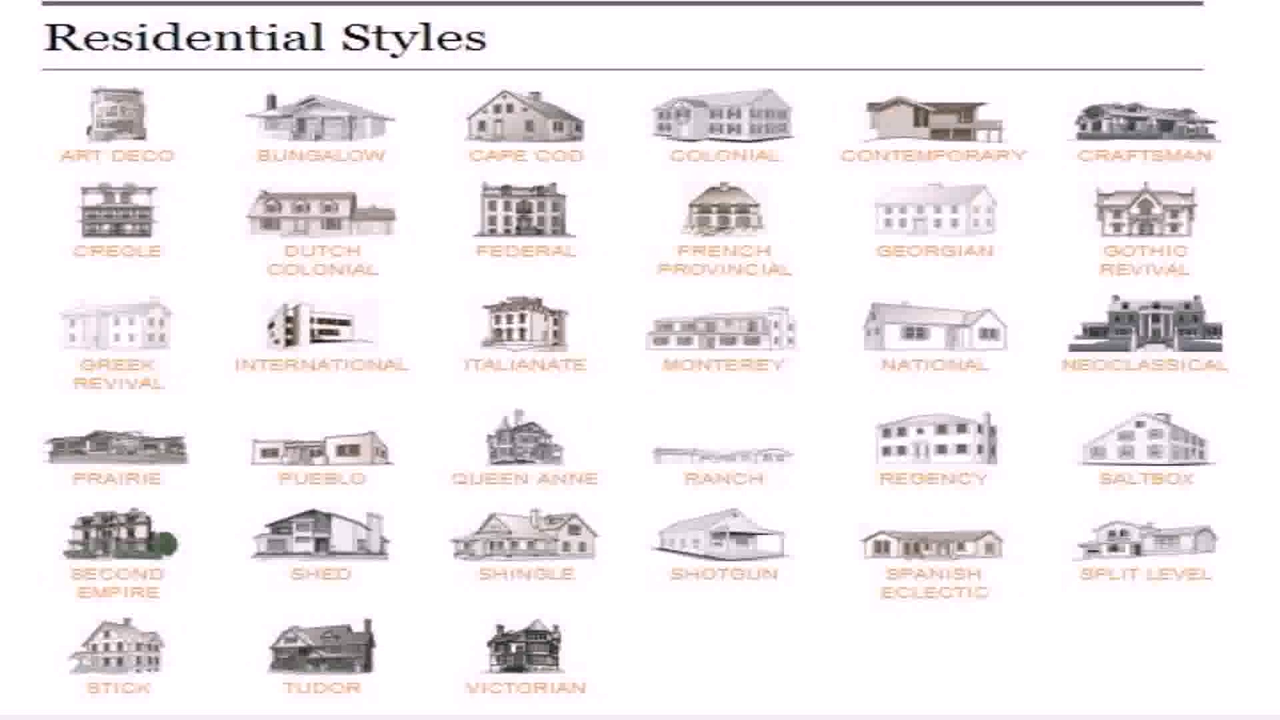 Residential Styles
ART DECO
BUNGALOW
CAPE COD
COLONIAL
CONTEMPORARY
CRAFTSMAN
CREOLE
DUTCH
COLONIAL
FEDERAL
FRENCH
PROVINCIAL
GEORGIAN
GOTHIC
REVIVAL
GREEK
REVIVAL
INTERNATIONAL
ITALIANATE
MONTEREY
NATIONAL
NEOCLASSICAL
PRAIRIE
PUEBLO
QUEEN ANNE
RANCH
REGENCY
SALTBOX
SECOND
EMPIRE
SHED
SHINGLE
SHOTGUN
SPANISH
ECLECTIC
SPLIT LEVEL
STICK
TUDOR
VICTORIAN